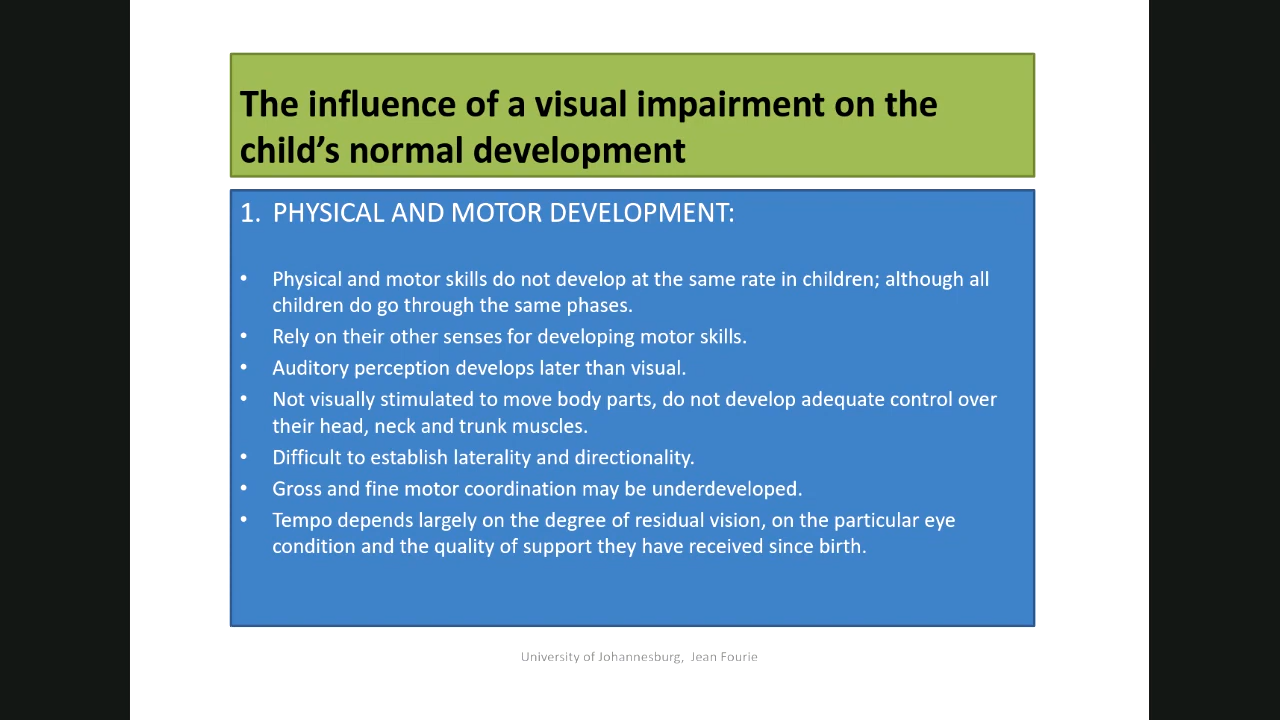 The influence of a visual impairment on the
child’s normal development
1. PHYSICAL AND MOTOR DEVELOPMENT:
• Physical and motor skills do not develop at the same rate in children; although all
children do go through the same phases.
• Rely on their other senses for developing motor skills.
• Auditory perception develops later than visual.
• Not visually stimulated to move body parts, do not develop adequate control over
their head, neck and trunk muscles.
• Difficult to establish laterality and directionality.
• Gross and fine motor coordination may be underdeveloped.
• Tempo depends largely on the degree of residual vision, on the particular eye
condition and the quality of support they have received since birth.
University of Johannesburg, Jean Fourie